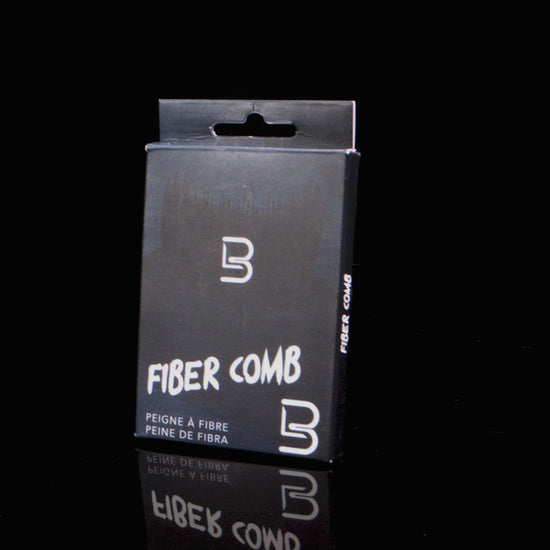 FIBER COMB
PEIGNE À FIBRE
PEINE DE FIBRA
FIBER COMB